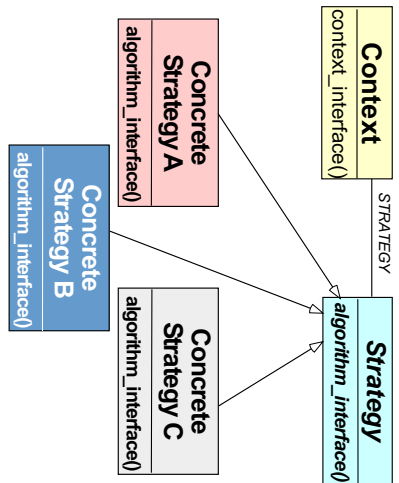 Context
context_interface()
STRATEGY
Strategy
algorithm_interface()
Concrete
Strategy A
algorithm_interface()
Concrete
Strategy B
algorithm_interface()
Concrete
Strategy C
algorithm_interface()